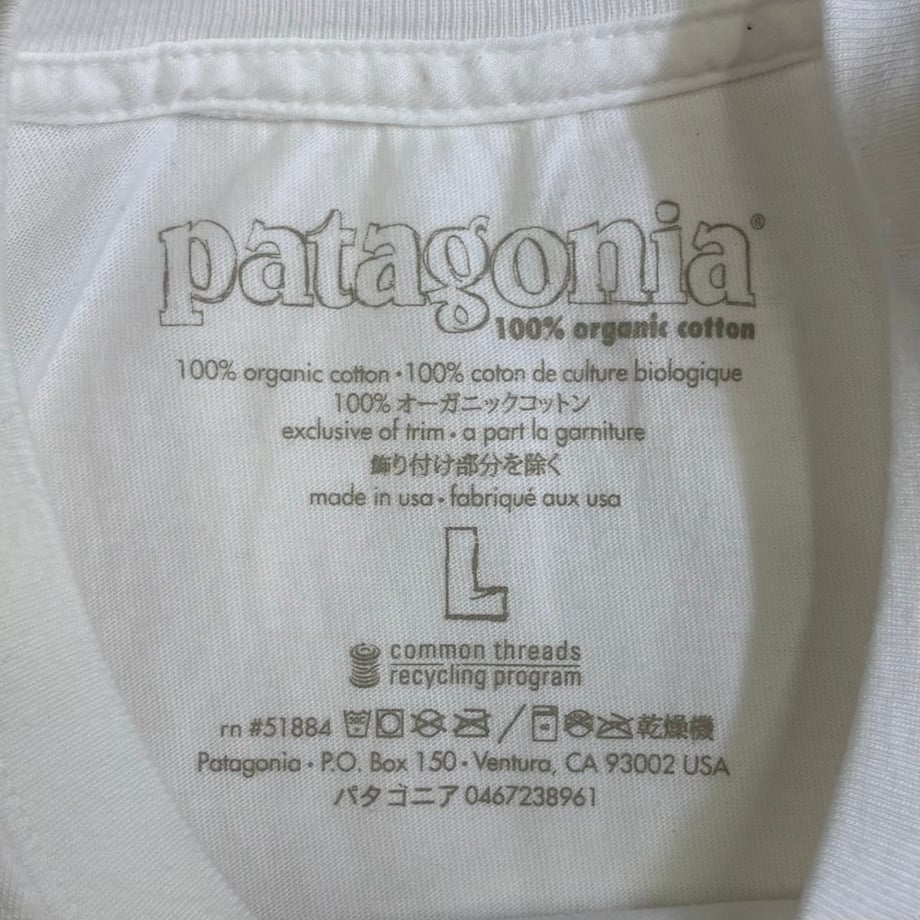 patagonia®
100% organic cotton
100% organic cotton • 100% coton de culture biologique
100% オーガニックコットン
exclusive of trim • a part la garniture
飾り付け部分を除く
made in usa • fabriqué aux usa
L
common threads
recycling program
rn #51884 / 乾燥機
Patagonia • P.O. Box 150 • Ventura, CA 93002 USA
パタゴニア 0467238961